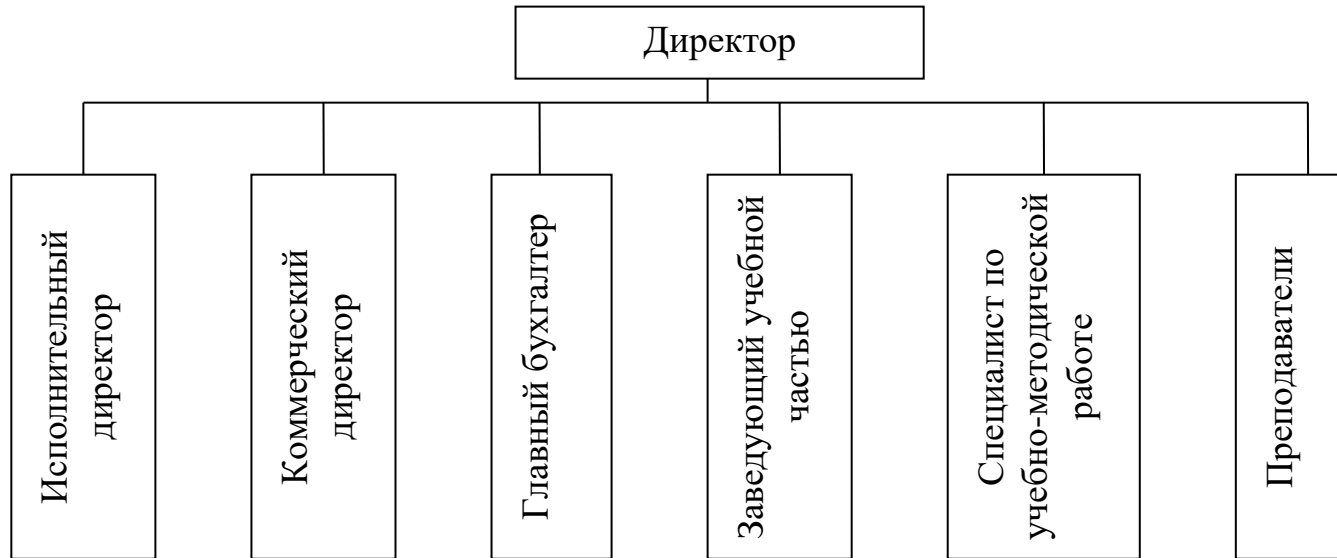 Директор
Исполнительный
директор
Коммерческий
директор
Главный бухгалтер
Заведующий учебной
частью
Специалист по
учебно-методической
работе
Преподаватели